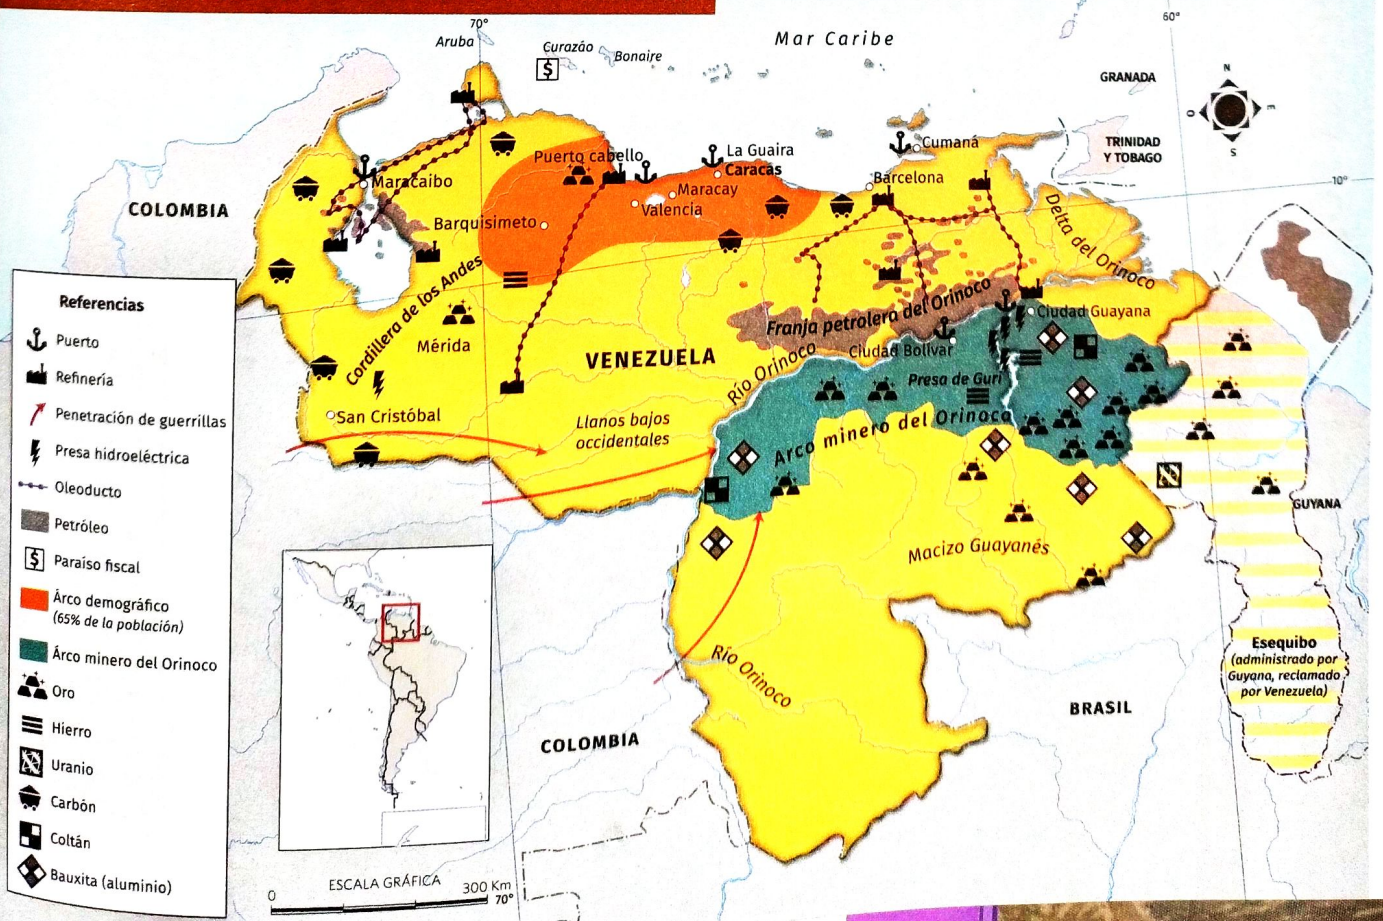 70°
60°
Aruba
Curazáo
Bonaire
Mar Caribe
GRANADA
N
O
E
S
TRINIDAD
Y TOBAGO
10°
COLOMBIA
Maracaibo
Puerto cabello
La Guaira
Caracas
Maracay
Valencia
Barquisimeto
Cumaná
Barcelona
Delta del Orinoco
Cordillera de los Andes
Mérida
San Cristóbal
VENEZUELA
Llanos bajos
occidentales
Franja petrolera del Orinoco
Río Orinoco
Ciudad Bolívar
Ciudad Guayana
Presa de Guri
Arco minero del Orinoco
Macizo Guayanés
Río Orinoco
GUYANA
Esequibo
(administrado por
Guyana, reclamado
por Venezuela)
BRASIL
COLOMBIA
Referencias
Puerto
Refinería
Penetración de guerrillas
Presa hidroeléctrica
Oleoducto
Petróleo
$ Paraíso fiscal
Árco demográfico
(65% de la población)
Árco minero del Orinoco
Oro
Hierro
Uranio
Carbón
Coltán
Bauxita (aluminio)
$
ESCALA GRÁFICA
0
300 Km
70°